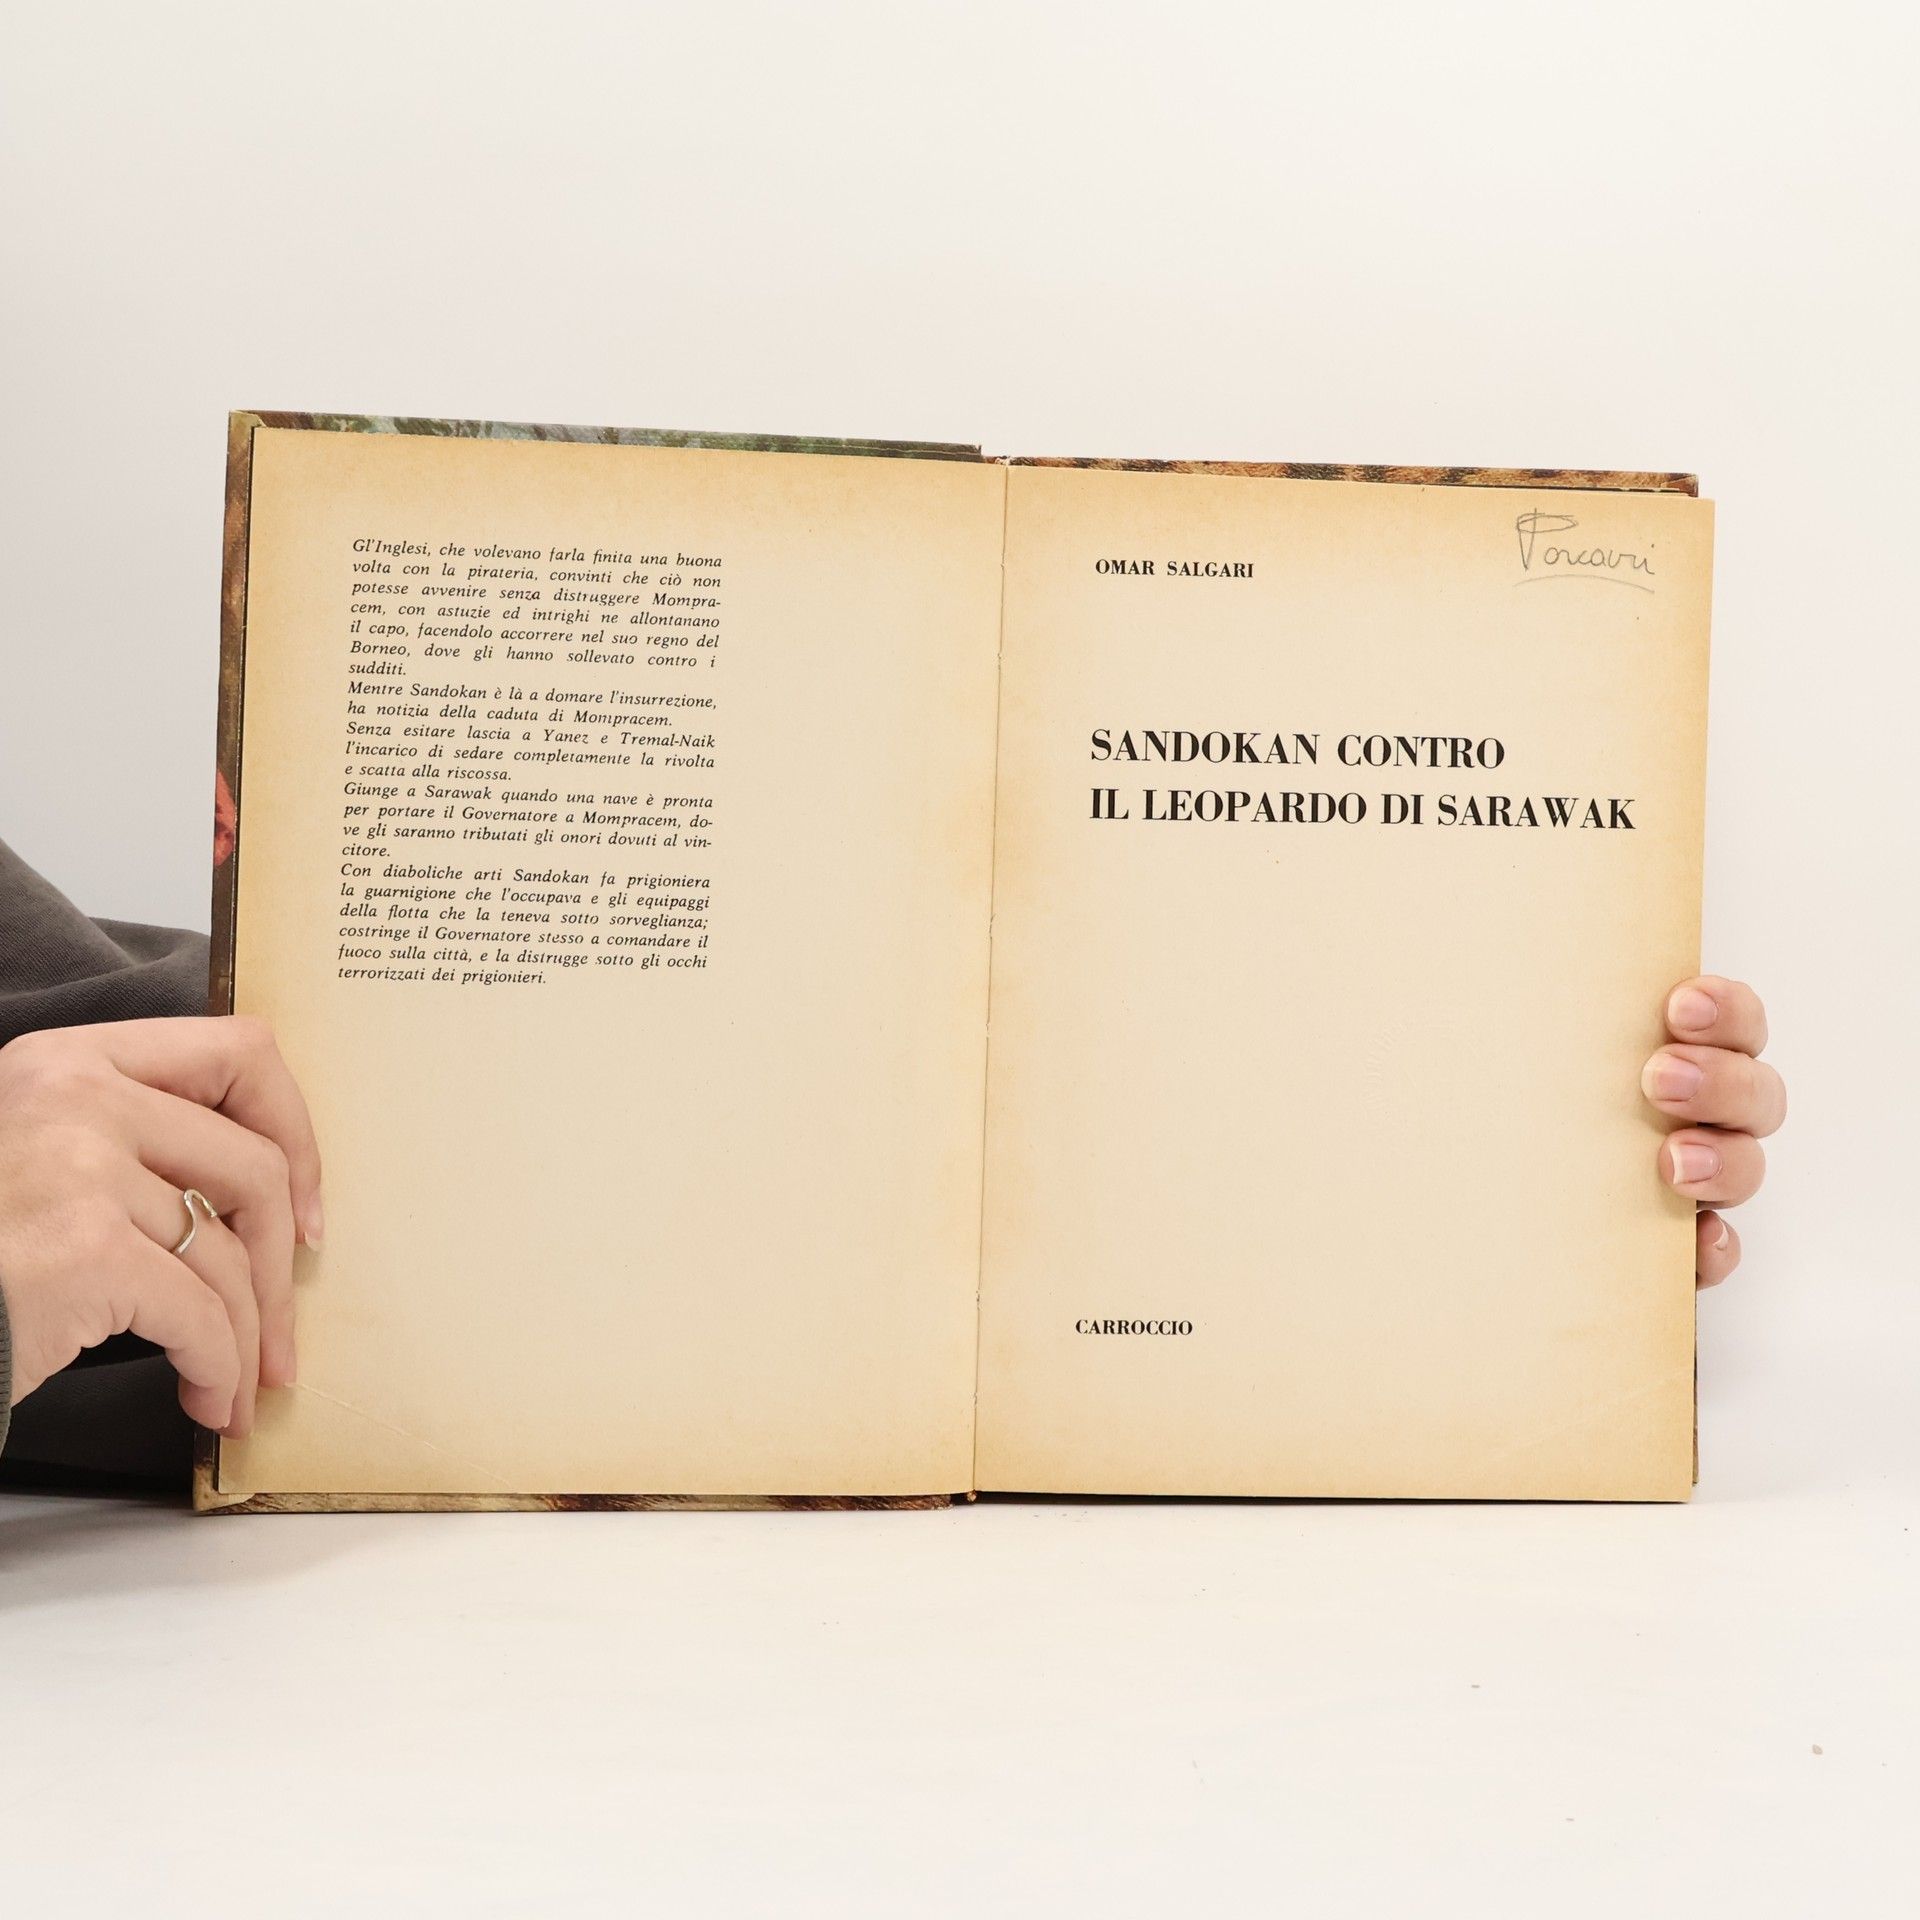 Gl'Inglesi, che volevano farla finita una buona
volta con la pirateria, convinti che ciò non
potesse avvenire senza distruggere Mompra-
cem, con astuzie ed intrighi ne allontanano
il capo, facendolo accorrere nel suo regno del
Borneo, dove gli hanno sollevato contro i
sudditi.
Mentre Sandokan è là a domare l'insurrezione,
ha notizia della caduta di Mompracem.
Senza esitare lascia a Yanez e Tremal-Naik
l'incarico di sedare completamente la rivolta
e scatta alla riscossa.
Giunge a Sarawak quando una nave è pronta
per portare il Governatore a Mompracem, do-
ve gli saranno tributati gli onori dovuti al vin-
citore.
Con diaboliche arti Sandokan fa prigioniera
la guarnigione che l'occupava e gli equipaggi
della flotta che la teneva sotto sorveglianza;
costringe il Governatore stesso a comandare il
fuoco sulla città, e la distrugge sotto gli occhi
terrorizzati dei prigionieri.
OMAR SALGARI
SANDOKAN CONTRO
IL LEOPARDO DI SARAWAK
CARROCCIO